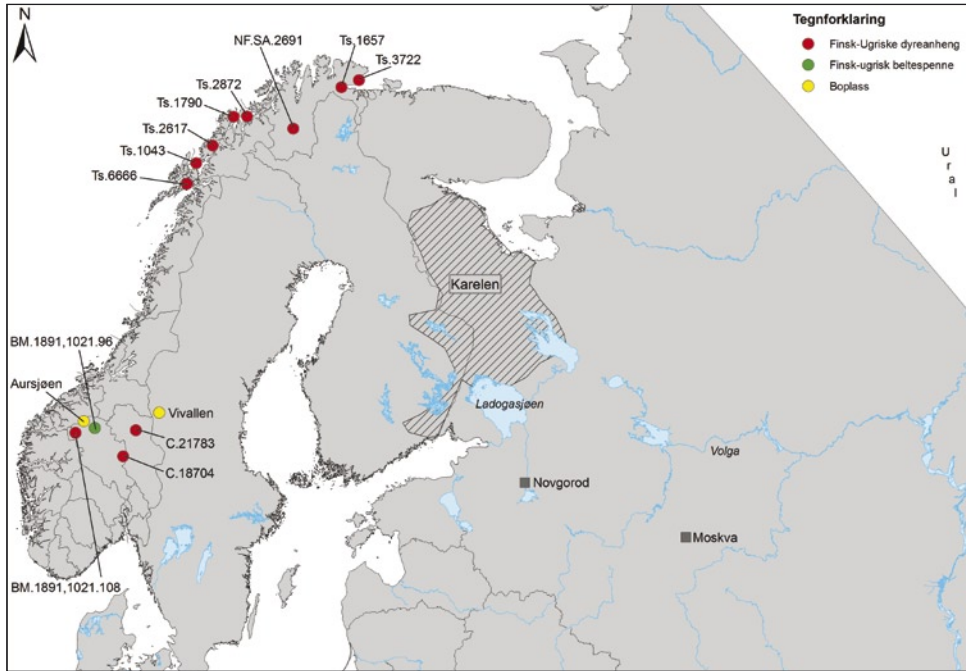 N
Tegnforklaring
Finsk-Ugriske dyreanheng
Finsk-ugrisk beltespenne
Boplass
NF.SA.2691
Ts.1657
Ts.3722
Ts.2872
Ts.1790
Ts.2617
Ts.1043
Ts.6666
Ural
Karelen
BM.1891,1021.96
Aursjøen
Vivallen
Ladogasjøen
C.21783
Volga
C.18704
Novgorod
Moskva
BM.1891,1021.108